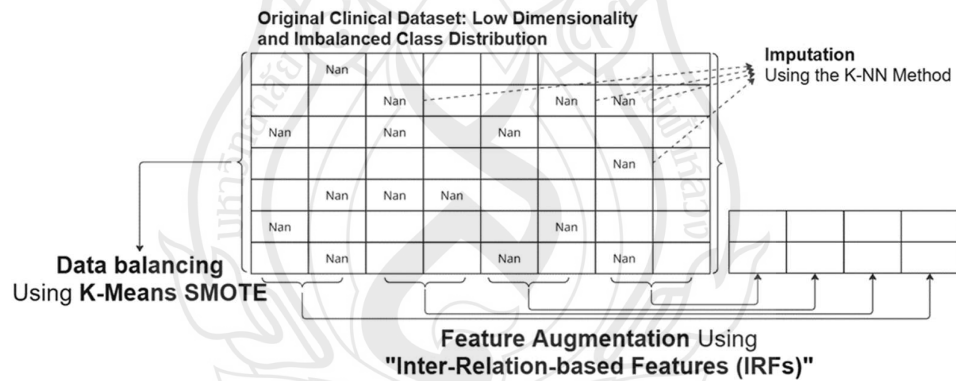 Original Clinical Dataset: Low Dimensionality
and Imbalanced Class Distribution
Imputation
Using the K-NN Method
Nan
Nan Nan Nan
Nan Nan Nan
Nan
Nan Nan Nan
Nan Nan
Nan Nan Nan
Data balancing
Using K-Means SMOTE
Feature Augmentation Using
"Inter-Relation-based Features (IRFs)"